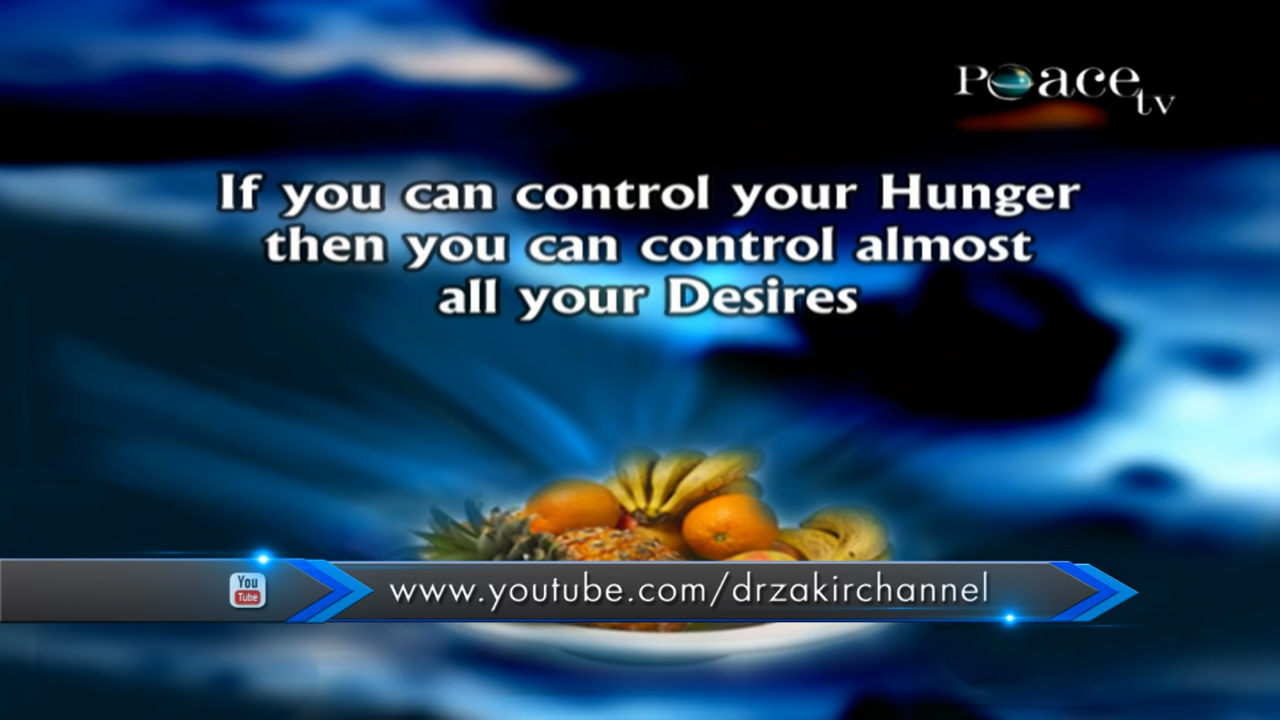 Peace tv
If you can control your Hunger
then you can control almost
all your Desires
You
Tube
www.youtube.com/drzakirchannel